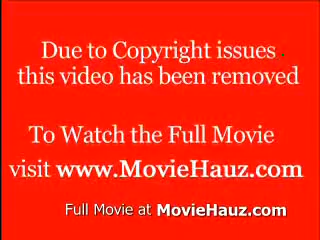 Due to Copyright issues
this video has been removed
To Watch the Full Movie
visit www.MovieHauz.com
Full Movie at MovieHauz.com